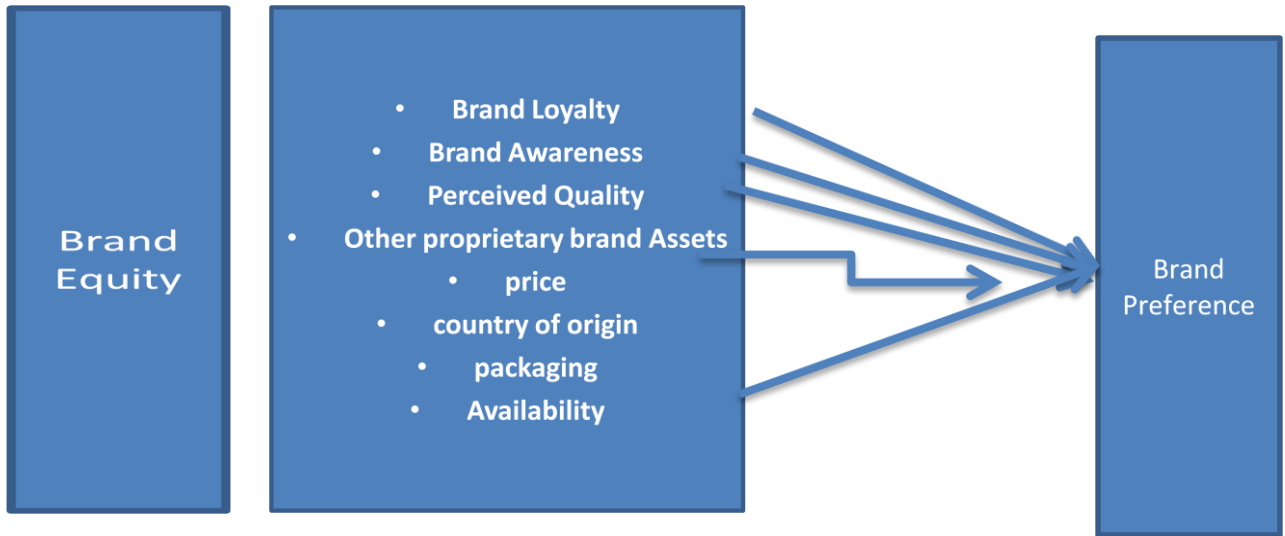 Brand
Equity
• Brand Loyalty
• Brand Awareness
• Perceived Quality
• Other proprietary brand Assets
• price
• country of origin
• packaging
• Availability
Brand
Preference